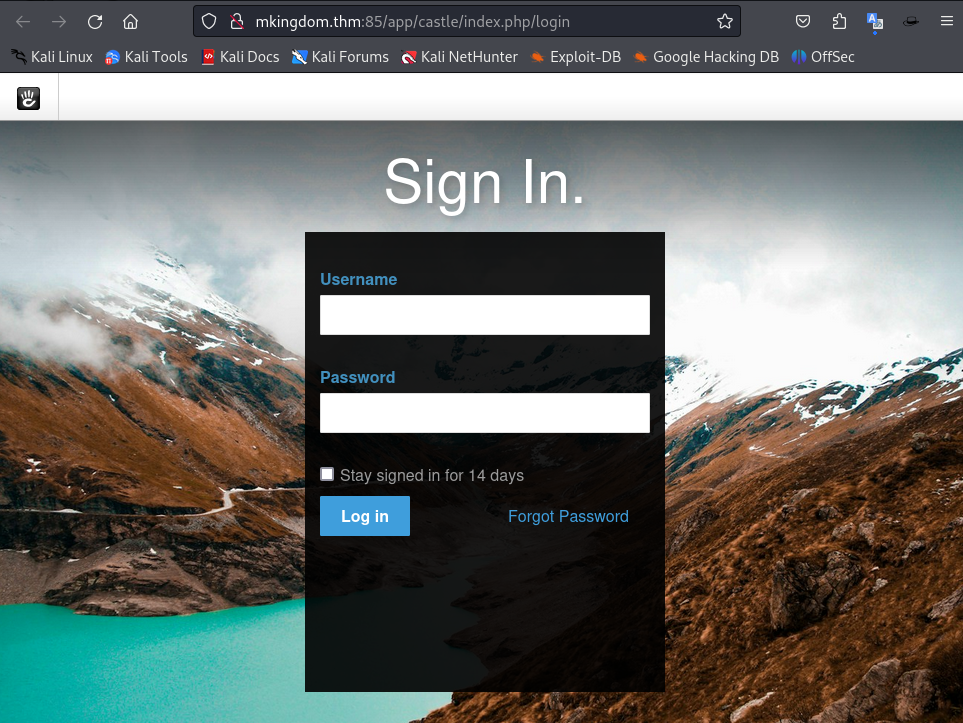 mkingdom.thm:85/app/castle/index.php/login
Kali Linux Kali Tools Kali Docs Kali Forums Kali NetHunter Exploit-DB Google Hacking DB OffSec
Sign In.
Username
Password
Stay signed in for 14 days
Log in Forgot Password